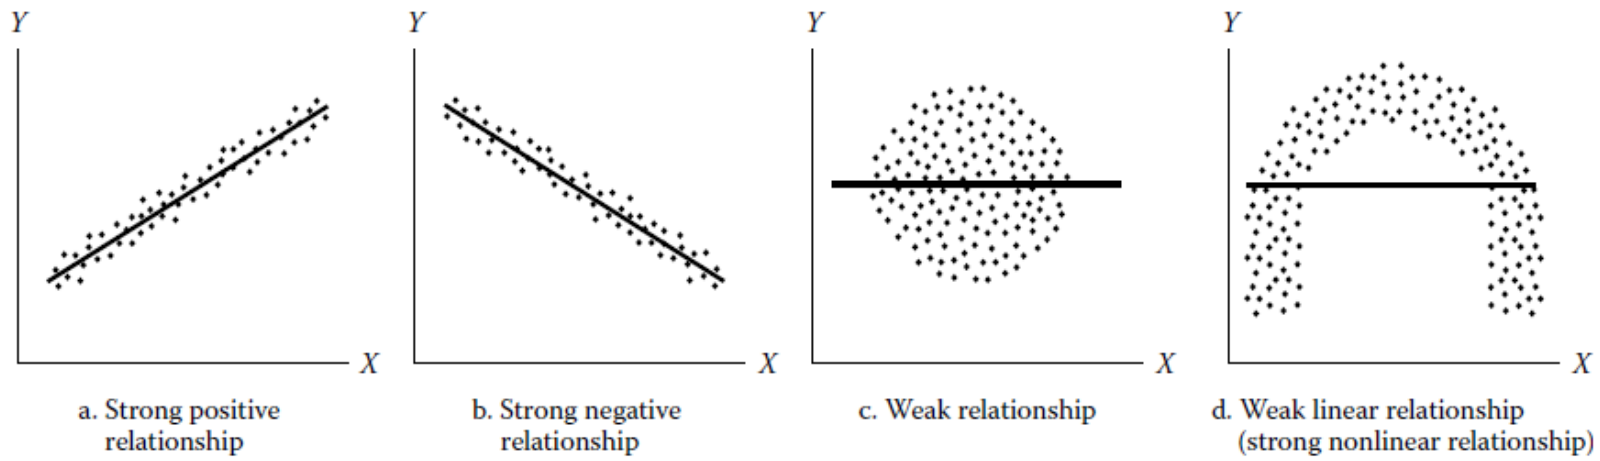 Y
Y
Y
Y
X
X
X
X
a. Strong positive
relationship
b. Strong negative
relationship
c. Weak relationship
d. Weak linear relationship
(strong nonlinear relationship)